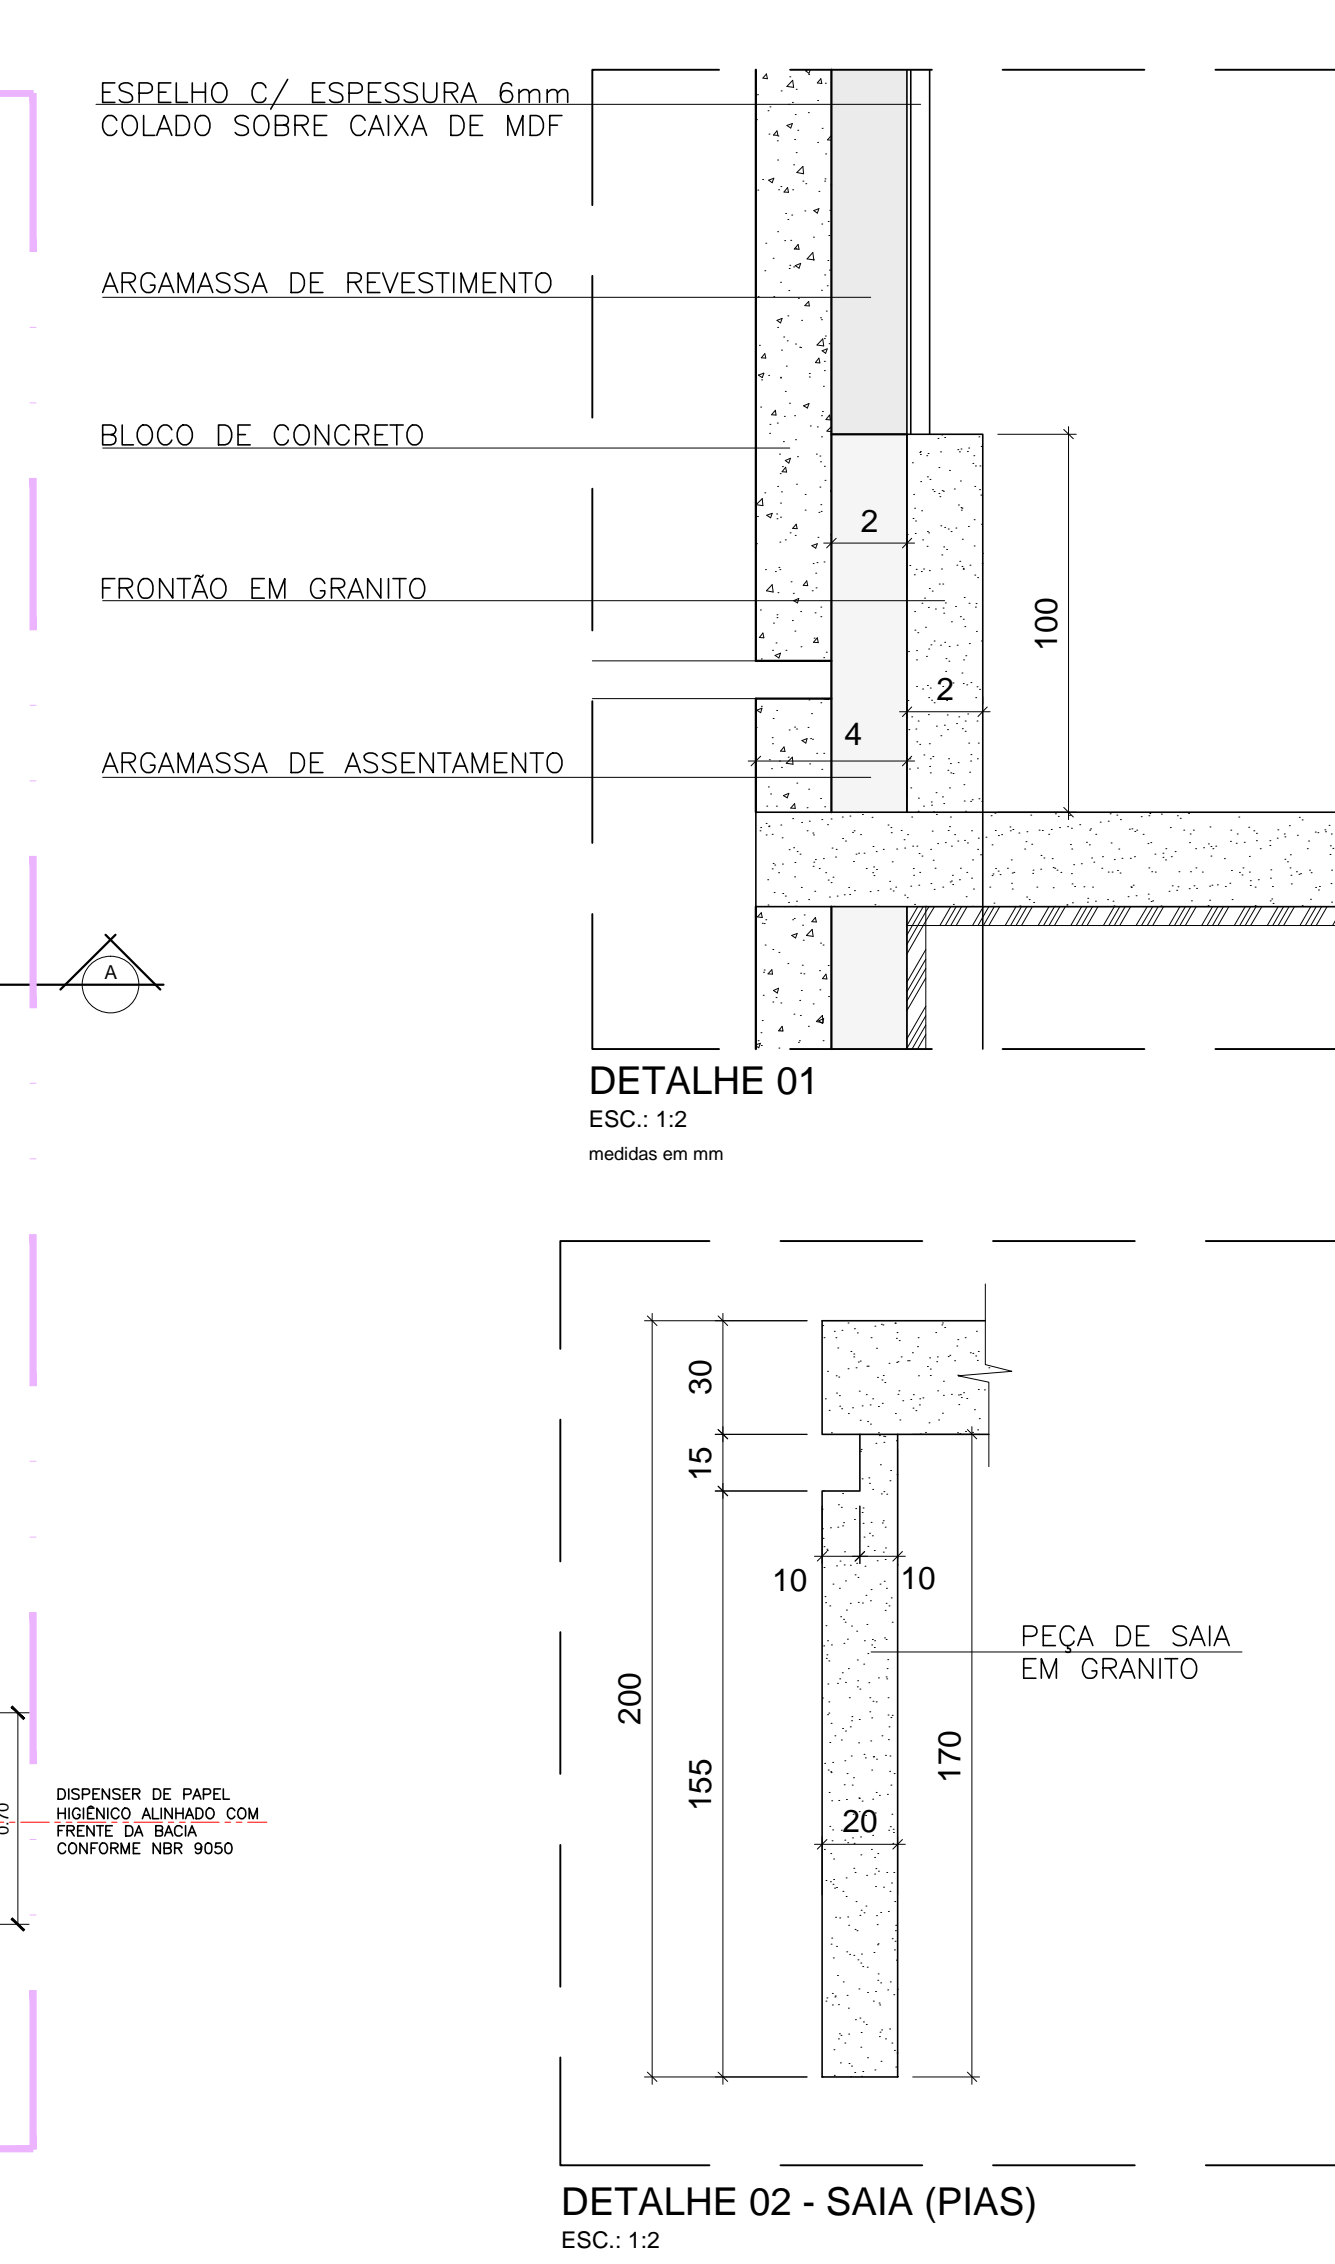 ESPELHO C/ ESPESSURA 6mm
COLADO SOBRE CAIXA DE MDF
ARGAMASSA DE REVESTIMENTO
BLOCO DE CONCRETO
FRONTÃO EM GRANITO
ARGAMASSA DE ASSENTAMENTO
2
100
2
4
A
DETALHE 01
ESC.: 1:2
medidas em mm
30
15
10
10
PEÇA DE SAIA
EM GRANITO
200
155
170
20
DISPENSER DE PAPEL
HIGIÊNICO ALINHADO COM
FRENTE DA BACIA
CONFORME NBR 9050
DETALHE 02 - SAIA (PIAS)
ESC.: 1:2